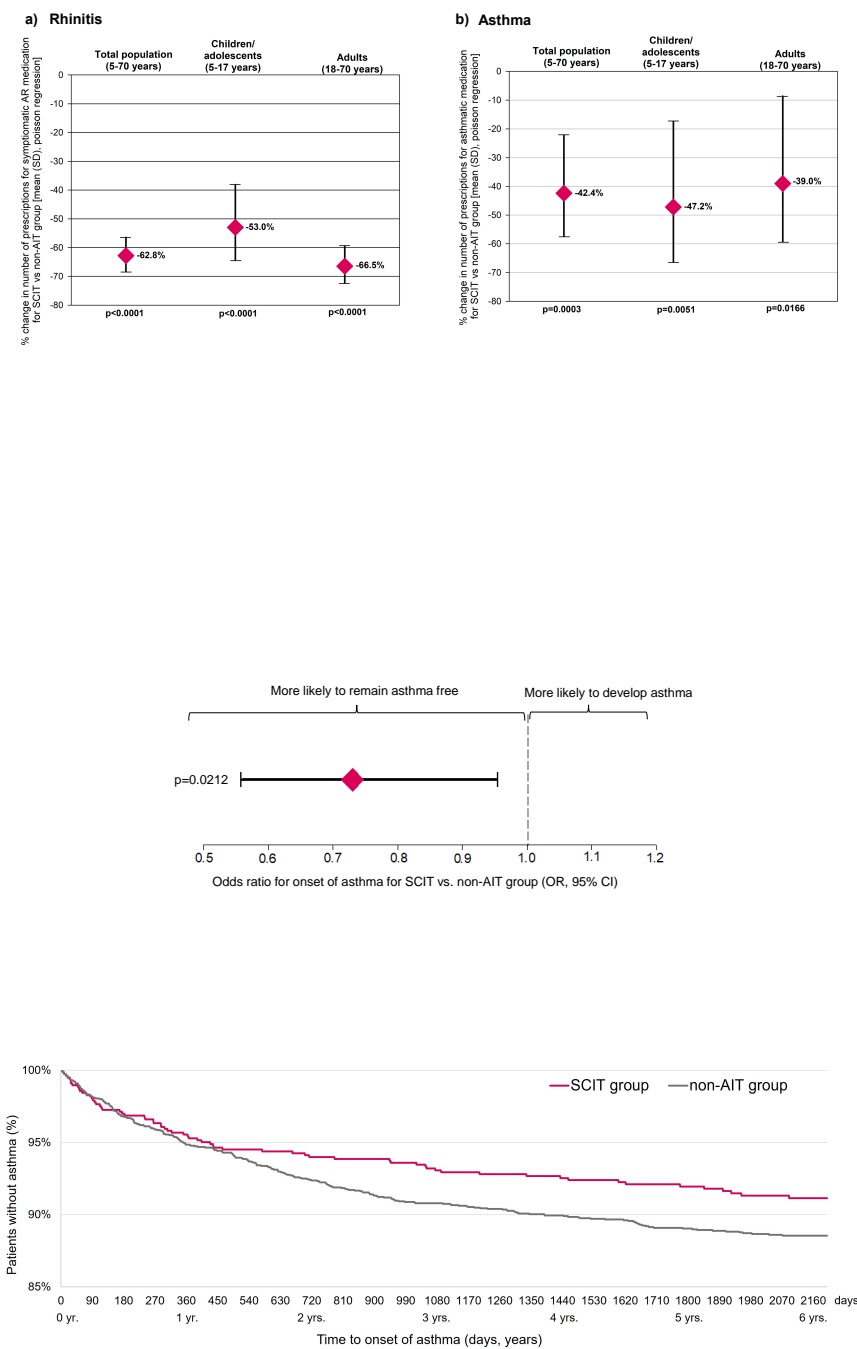 a) Rhinitis
% change in number of prescriptions for symptiomatic AR medication
for SCIT vs non-AIT group [mean (SD), poisson regression]
Total population
(5-70 years)
Children/
adolescents
(5-17 years)
Adults
(18-70 years)
0
-10
-20
-30
-40
-50
-60
-70
-80
-62.8%
-53.0%
-66.5%
p<0.0001
p<0.0001
p<0.0001
b) Asthma
% change in number of prescriptions for asthmatic medication
for SCIT vs non-AIT group [mean (SD), poisson regression]
Total population
(5-70 years)
Children/
adolescents
(5-17 years)
Adults
(18-70 years)
0
-10
-20
-30
-40
-50
-60
-70
-80
-42.4%
-47.2%
-39.0%
p=0.0003
p=0.0051
p=0.0166
More likely to remain asthma free
More likely to develop asthma
p=0.0212
0.5 0.6 0.7 0.8 0.9 1.0 1.1 1.2
Odds ratio for onset of asthma for SCIT vs. non-AIT group (OR, 95% CI)
Patients without asthma (%)
100%
95%
90%
85%
SCIT group
non-AIT group
0 90 180 270 360 450 540 630 720 810 900 990 1080 1170 1260 1350 1440 1530 1620 1710 1800 1890 1980 2070 2160 days
0 yr. 1 yr. 2 yrs. 3 yrs. 4 yrs. 5 yrs. 6 yrs.
Time to onset of asthma (days, years)